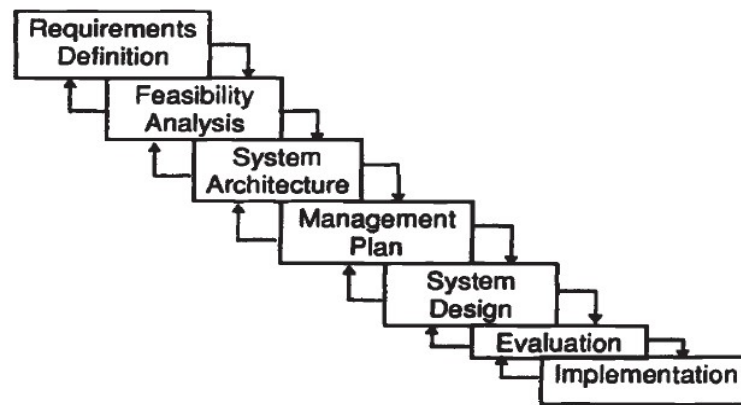 Requirements
Definition
Feasibility
Analysis
System
Architecture
Management
Plan
System
Design
Evaluation
Implementation